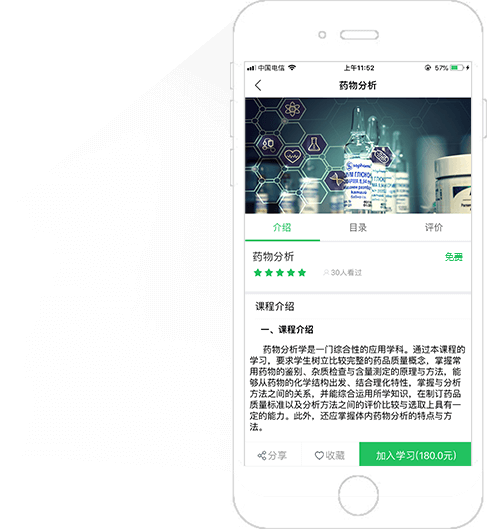 中国电信 上午11:52 57%
药物分析
介绍 目录 评价
药物分析 免费
30人看过
课程介绍
一、课程介绍
药物分析学是一门综合性的应用学科。通过本课程的
学习，要求学生树立比较完整的药品质量概念，掌握常
用药物的鉴别、杂质检查与含量测定的原理与方法，能
够从药物的化学结构出发、结合理化特性，掌握与分析
方法之间的关系，并能综合运用所学知识，在制订药品
质量标准以及分析方法之间的评价比较与选取上具有一
定的能力。此外，还应掌握体内药物分析的特点与方
法。
分享 收藏 加入学习(180.0元)